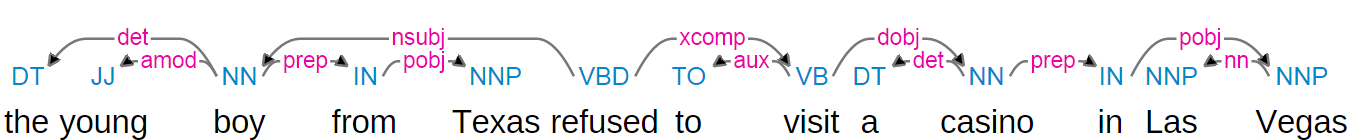 det nsubj xcomp dobj pobj
amod prep pobj aux det prep nn
DT JJ NN IN NNP VBD TO VB DT NN IN NNP NNP
the young boy from Texas refused to visit a casino in Las Vegas